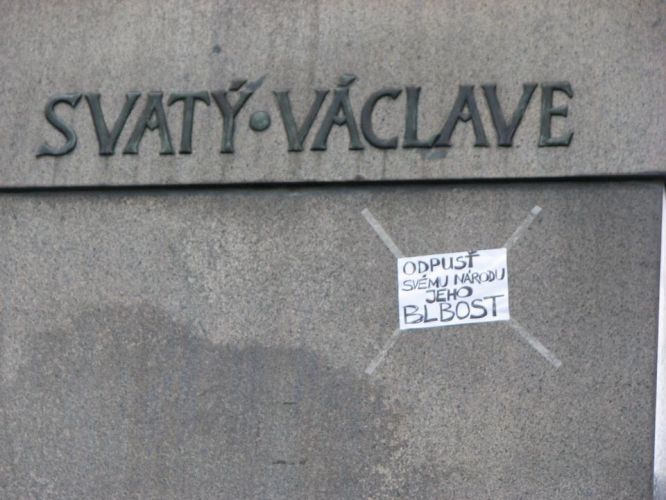 SVATÝ·VÁCLAVE
ODPUSŤ
SVÉMU NÁRODU
JEHO
BLBOST